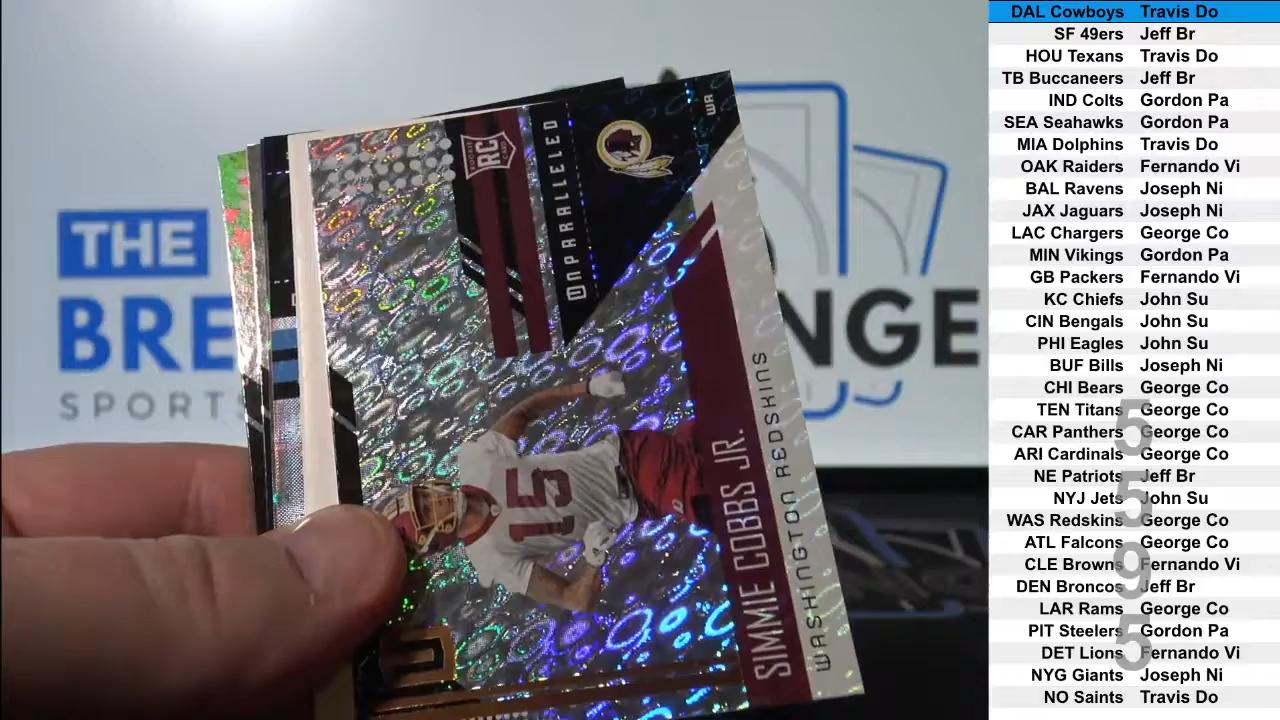 THE
BRE
NGE
SPORTS
RC
UNPARALLELED
WR
15
SIMMIE COBBS JR.
WASHINGTON REDSKINS
U
DAL Cowboys Travis Do
SF 49ers Jeff Br
HOU Texans Travis Do
TB Buccaneers Jeff Br
IND Colts Gordon Pa
SEA Seahawks Gordon Pa
MIA Dolphins Travis Do
OAK Raiders Fernando Vi
BAL Ravens Joseph Ni
JAX Jaguars Joseph Ni
LAC Chargers George Co
MIN Vikings Gordon Pa
GB Packers Fernando Vi
KC Chiefs John Su
CIN Bengals John Su
PHI Eagles John Su
BUF Bills Joseph Ni
CHI Bears George Co
TEN Titans George Co
CAR Panthers George Co
ARI Cardinals George Co
NE Patriots Jeff Br
NYJ Jets John Su
WAS Redskins George Co
ATL Falcons George Co
CLE Browns Fernando Vi
DEN Broncos Jeff Br
LAR Rams George Co
PIT Steelers Gordon Pa
DET Lions Fernando Vi
NYG Giants Joseph Ni
NO Saints Travis Do
5595